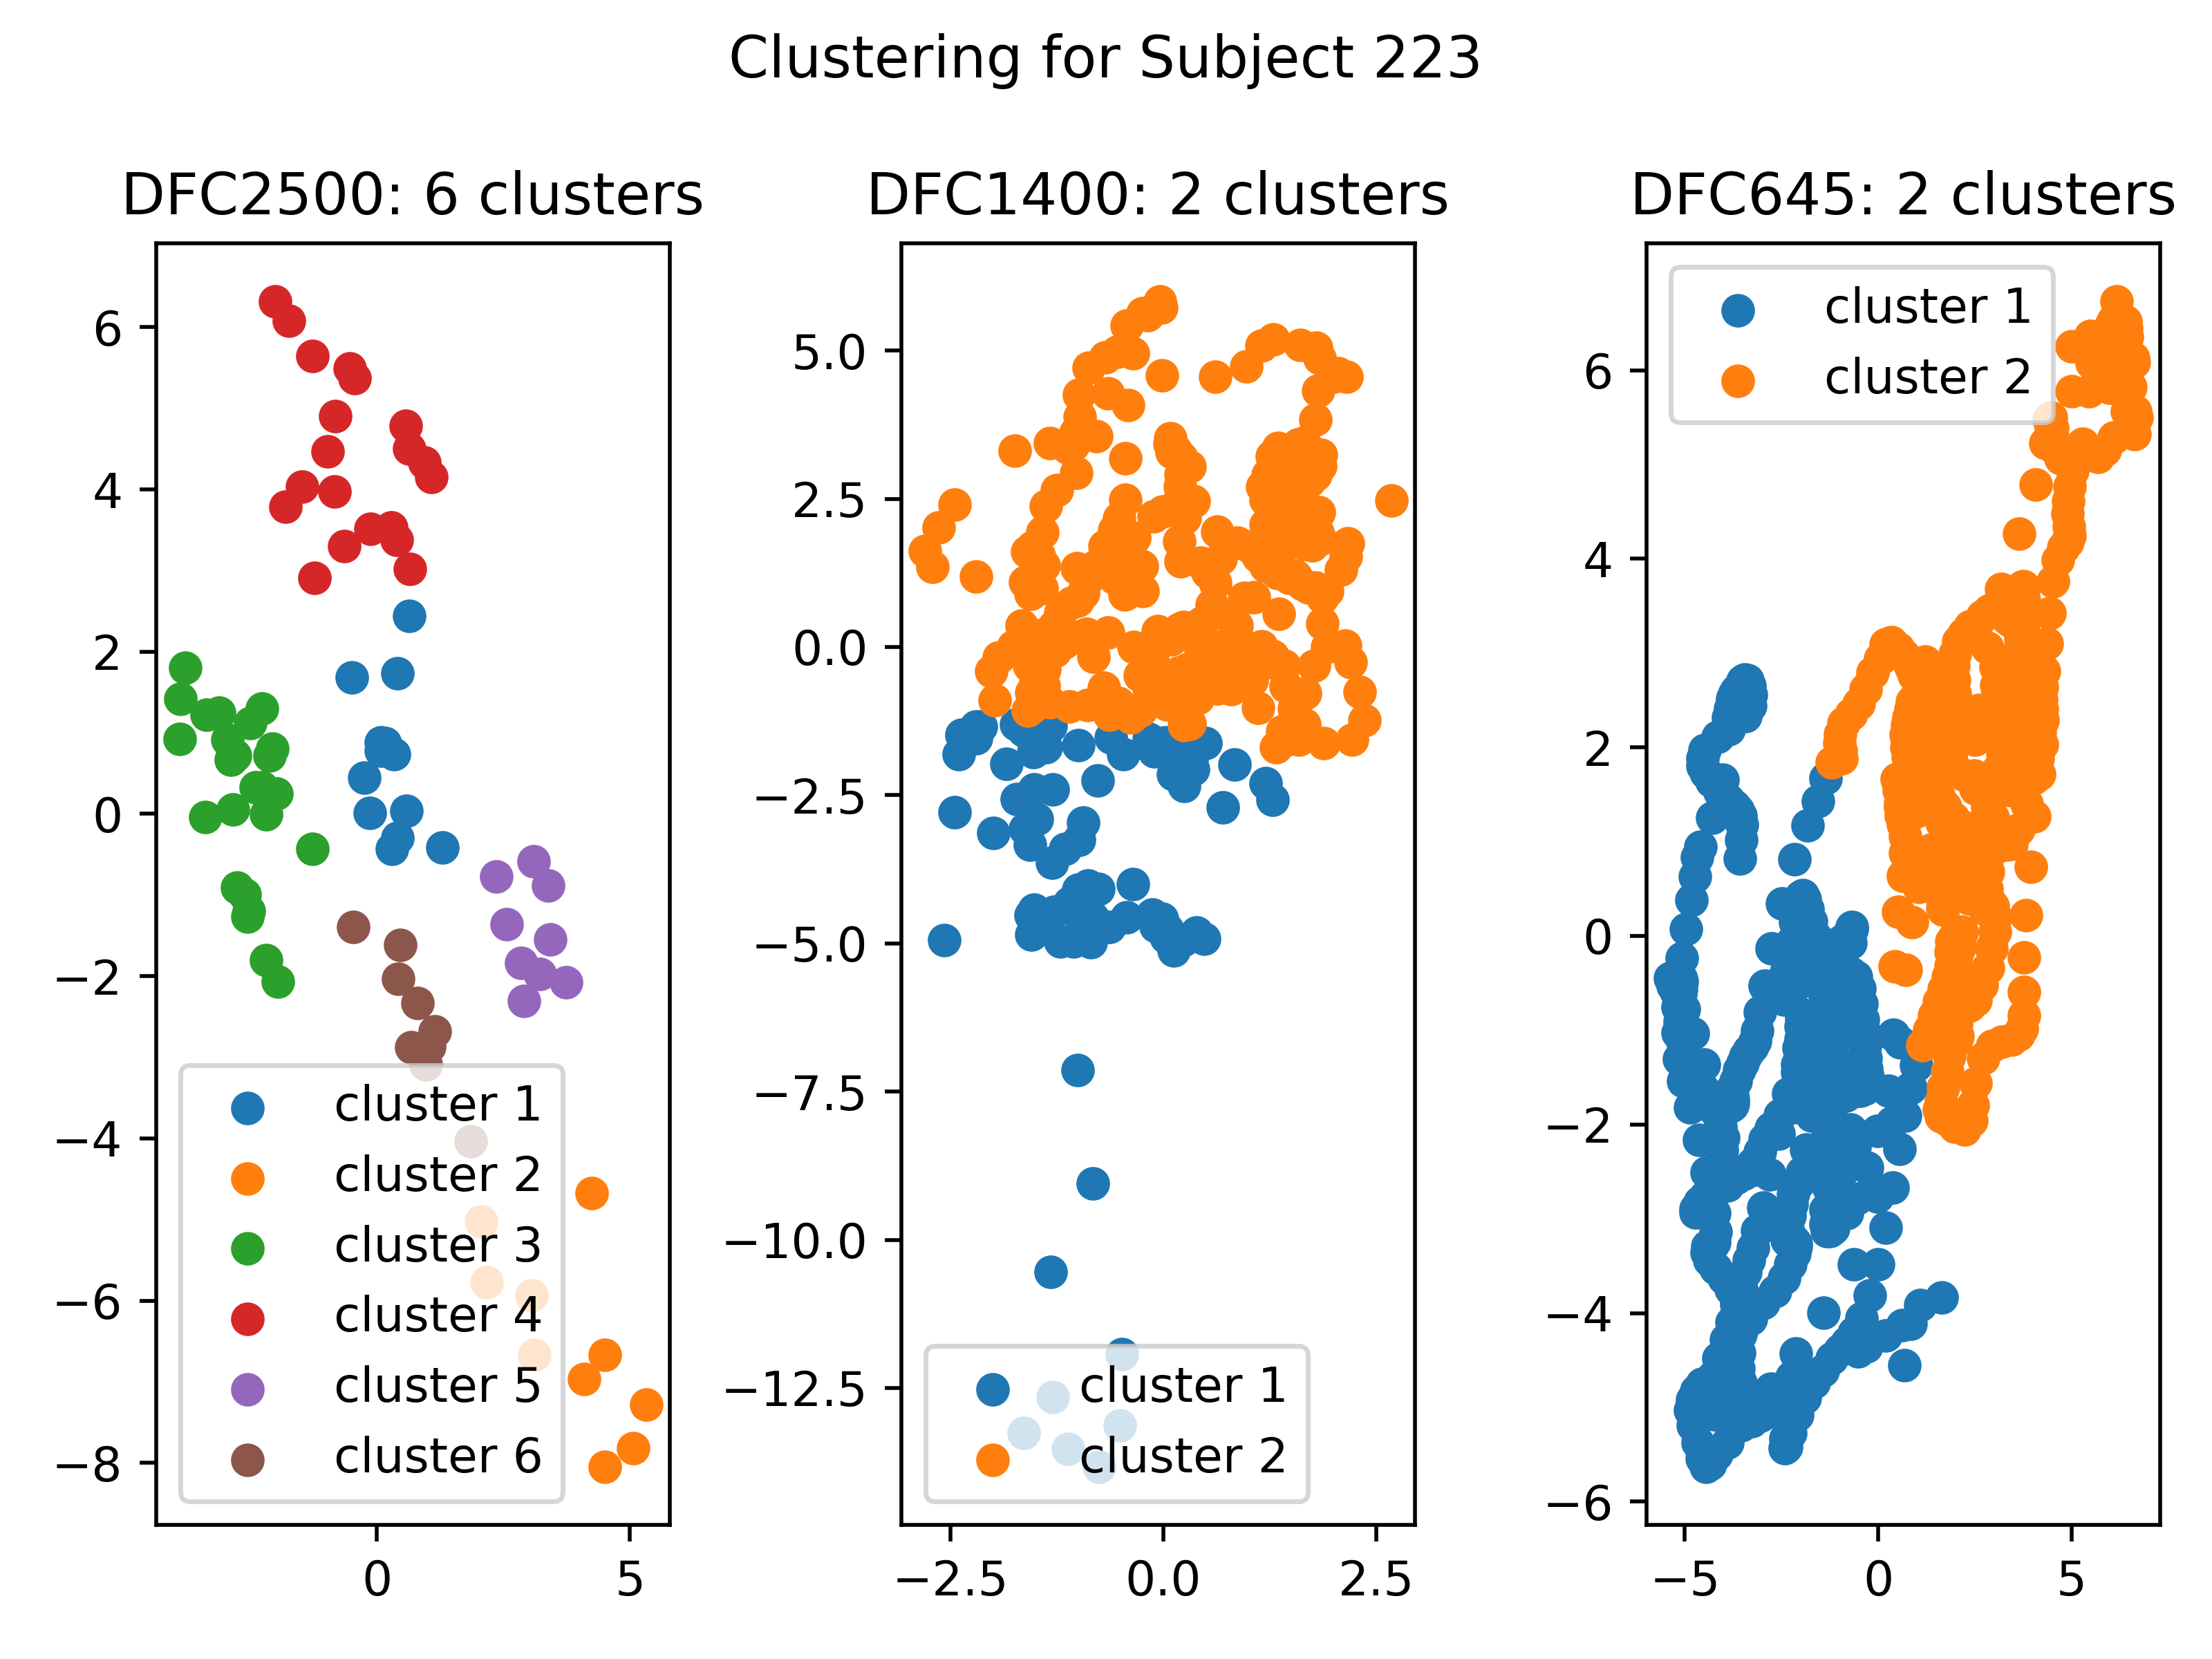 Clustering for Subject 223
DFC2500: 6 clusters
6
4
2
0
−2
−4
−6
−8
0
5
cluster 1
cluster 2
cluster 3
cluster 4
cluster 5
cluster 6
DFC1400: 2 clusters
5.0
2.5
0.0
−2.5
−5.0
−7.5
−10.0
−12.5
−2.5
0.0
2.5
cluster 1
cluster 2
DFC645: 2 clusters
6
4
2
0
−2
−4
−6
−5
0
5
cluster 1
cluster 2